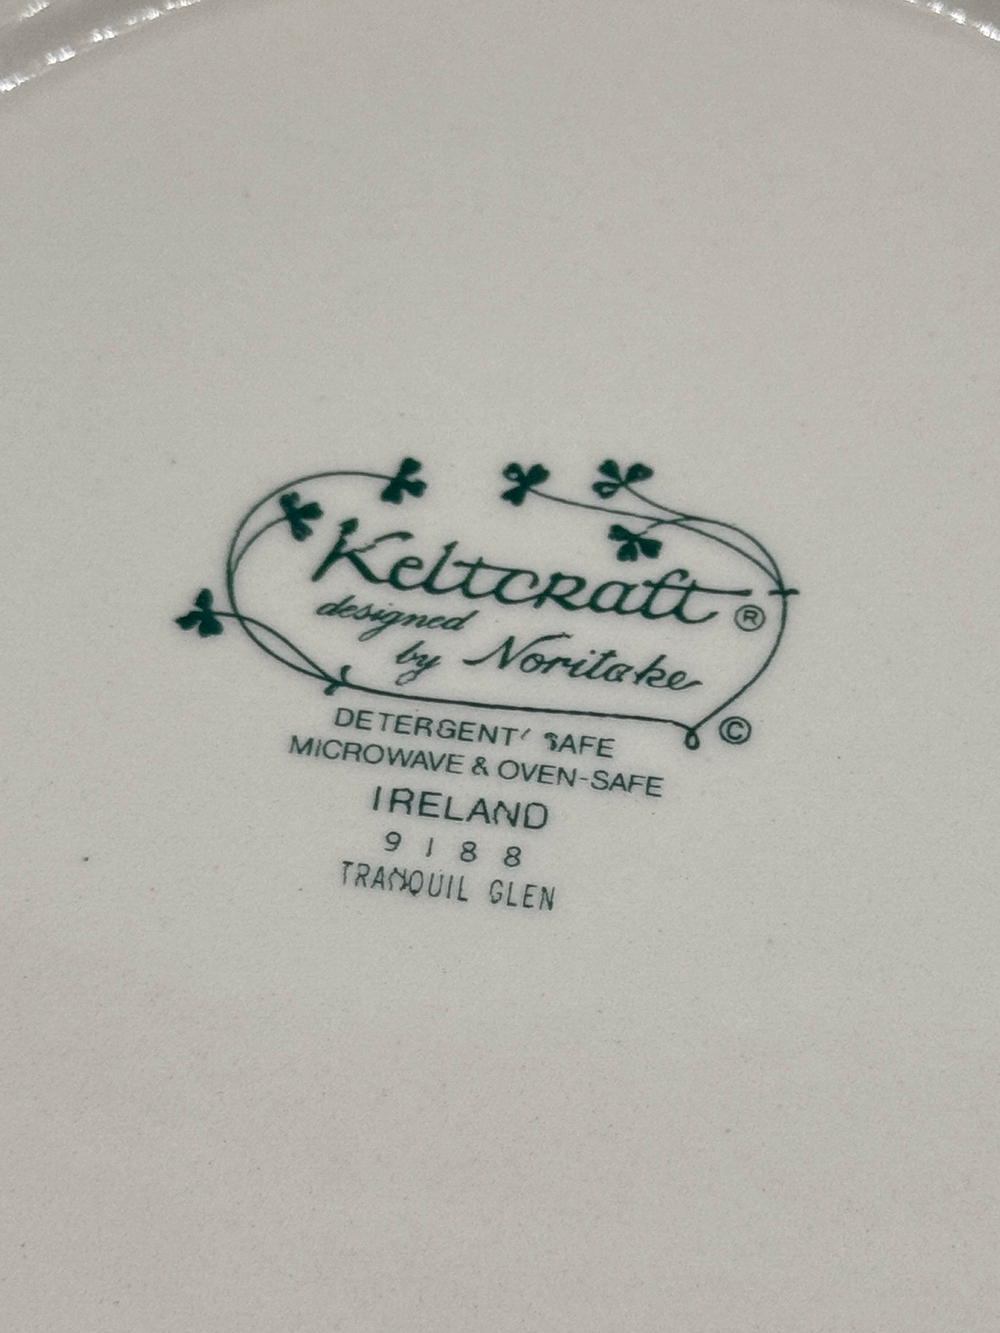 Keltcraft ®
designed
by Noritake
©
DETERGENT SAFE
MICROWAVE & OVEN-SAFE
IRELAND
9188
TRANQUIL GLEN